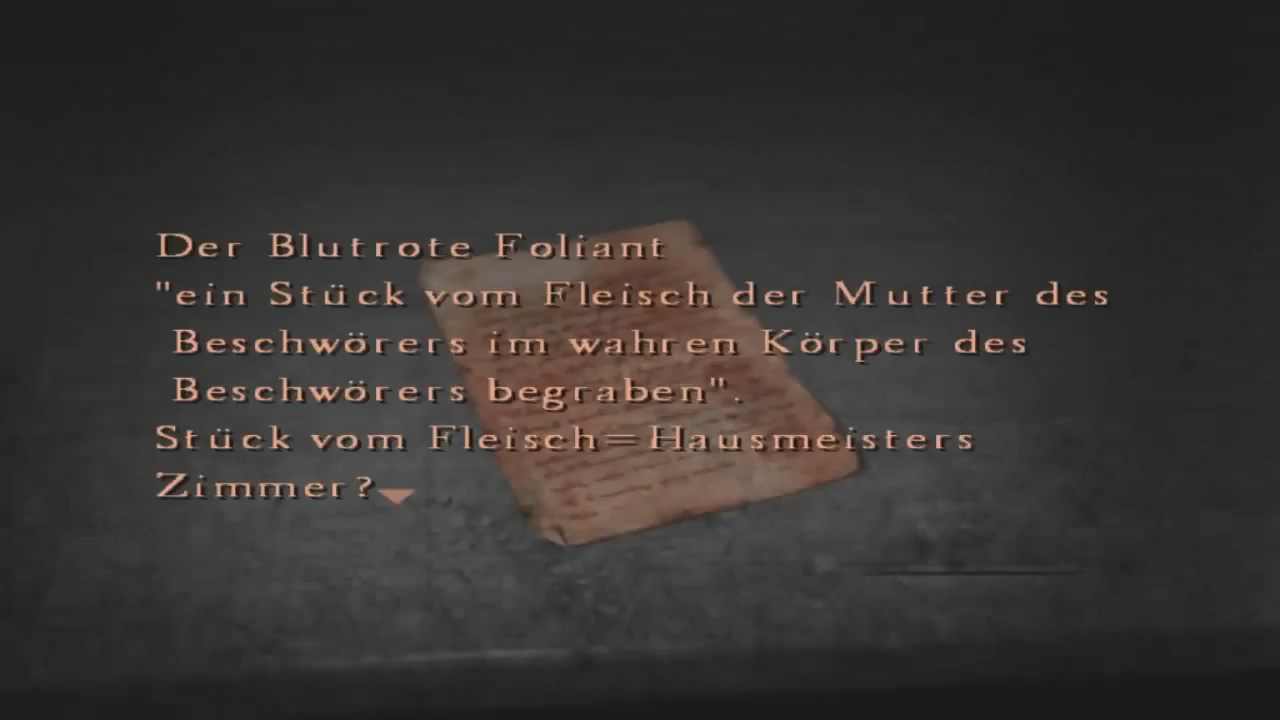 Der Blutrote Foliant
"ein Stück vom Fleisch der Mutter des
Beschwörers im wahren Körper des
Beschwörers begraben".
Stück vom Fleisch=Hausmeisters
Zimmer?